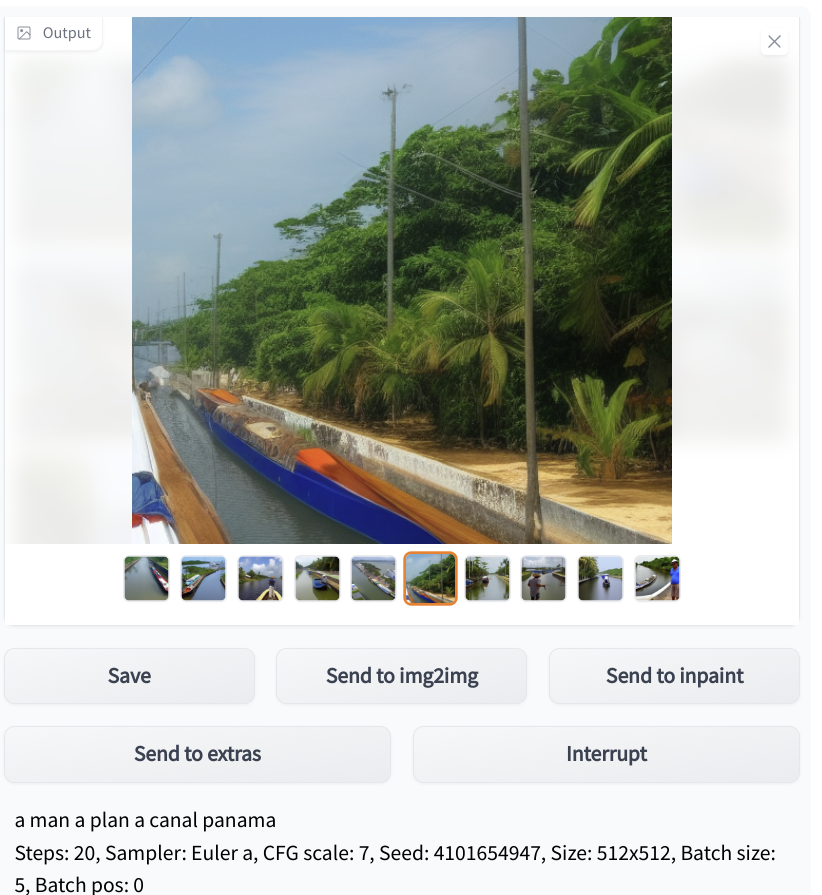 Output
Save
Send to img2img
Send to inpaint
Send to extras
Interrupt
a man a plan a canal panama
Steps: 20, Sampler: Euler a, CFG scale: 7, Seed: 4101654947, Size: 512x512, Batch size:
5, Batch pos: 0